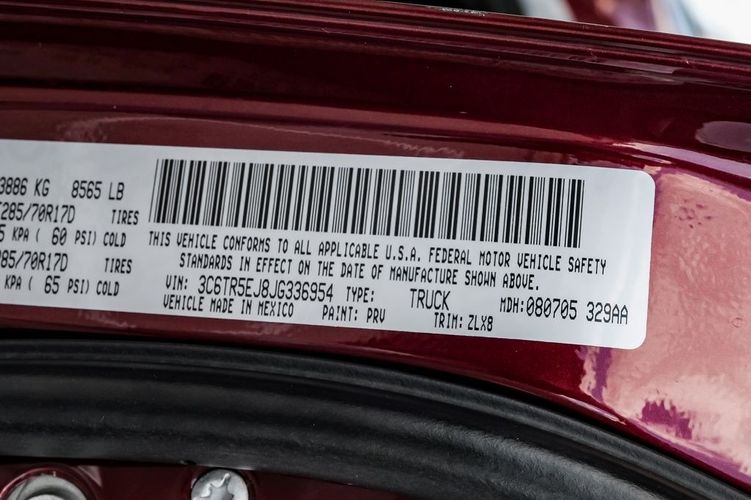 3886 KG 8565 LB
285/70R17D TIRES
KPA ( 60 PSI) COLD
285/70R17D TIRES
KPA ( 65 PSI) COLD
THIS VEHICLE CONFORMS TO ALL APPLICABLE U.S.A. FEDERAL MOTOR VEHICLE SAFETY
STANDARDS IN EFFECT ON THE DATE OF MANUFACTURE SHOWN ABOVE.
VIN: 3C6TR5EJ8JG336954 TYPE: TRUCK MDH:080705 329AA
VEHICLE MADE IN MEXICO PAINT: PRV TRIM: ZLX8